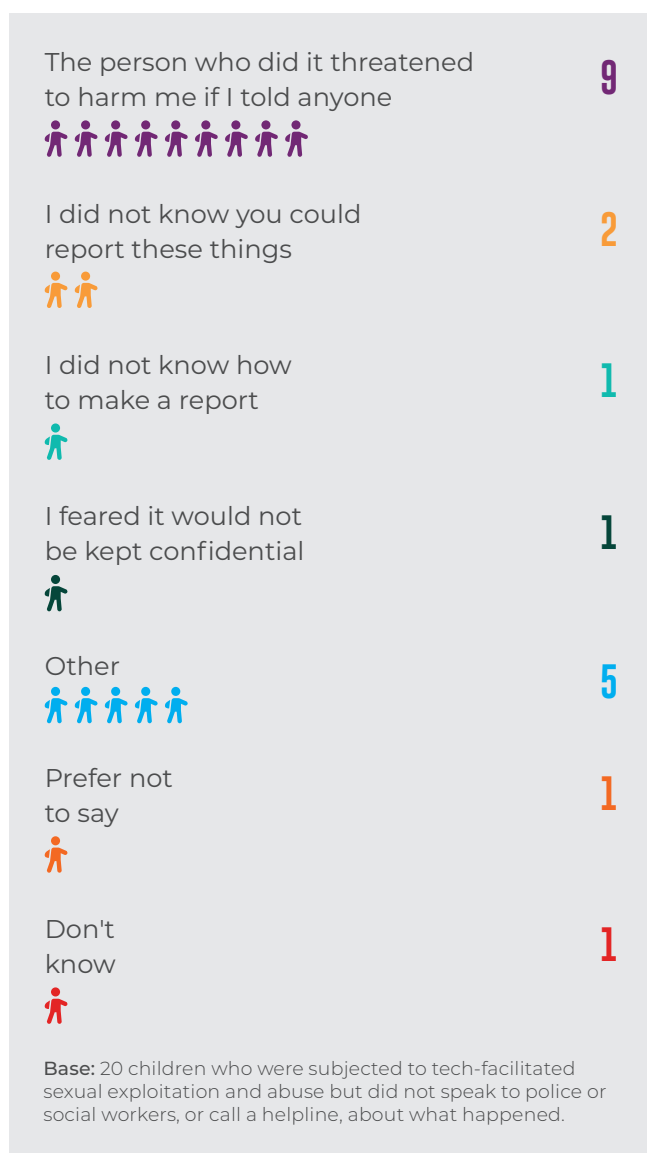 The person who did it threatened
to harm me if I told anyone
9
I did not know you could
report these things
2
I did not know how
to make a report
1
I feared it would not
be kept confidential
1
Other
5
Prefer not
to say
1
Don't
know
1
Base: 20 children who were subjected to tech-facilitated
sexual exploitation and abuse but did not speak to police or
social workers, or call a helpline, about what happened.